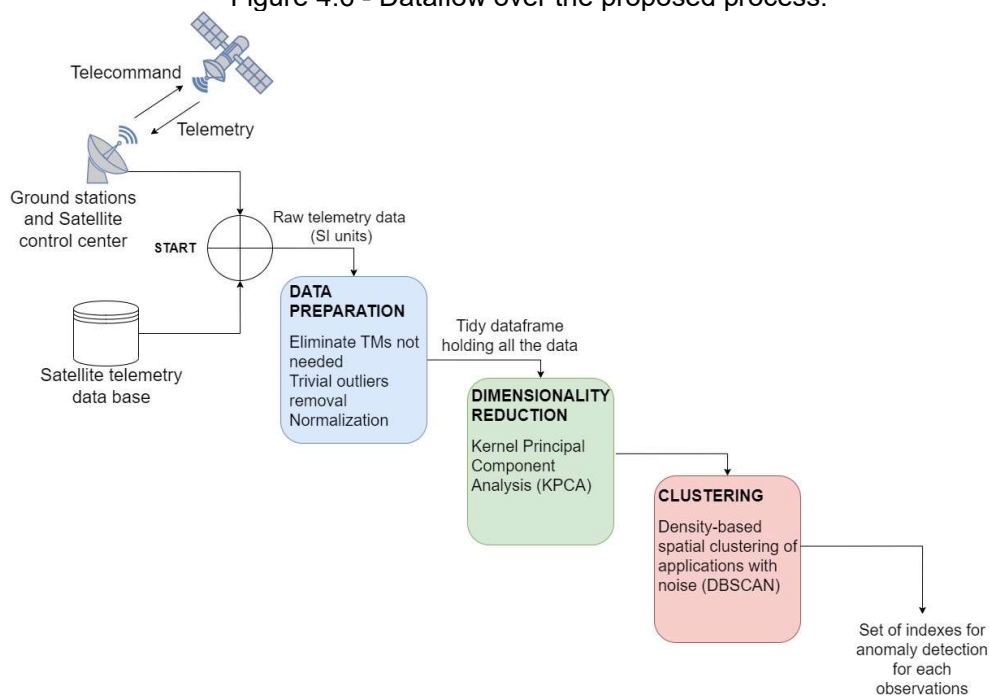 Figure 4.6 - Dataflow over the proposed process.
Telecommand
Telemetry
Ground stations
and Satellite
control center
START
Raw telemetry data
(SI units)
Satellite telemetry
data base
DATA
PREPARATION
Eliminate TMs not
needed
Trivial outliers
removal
Normalization
Tidy dataframe
holding all the data
DIMENSIONALITY
REDUCTION
Kernel Principal
Component
Analysis (KPCA)
CLUSTERING
Density-based
spatial clustering of
applications with
noise (DBSCAN)
Set of indexes for
anomaly detection
for each
observations